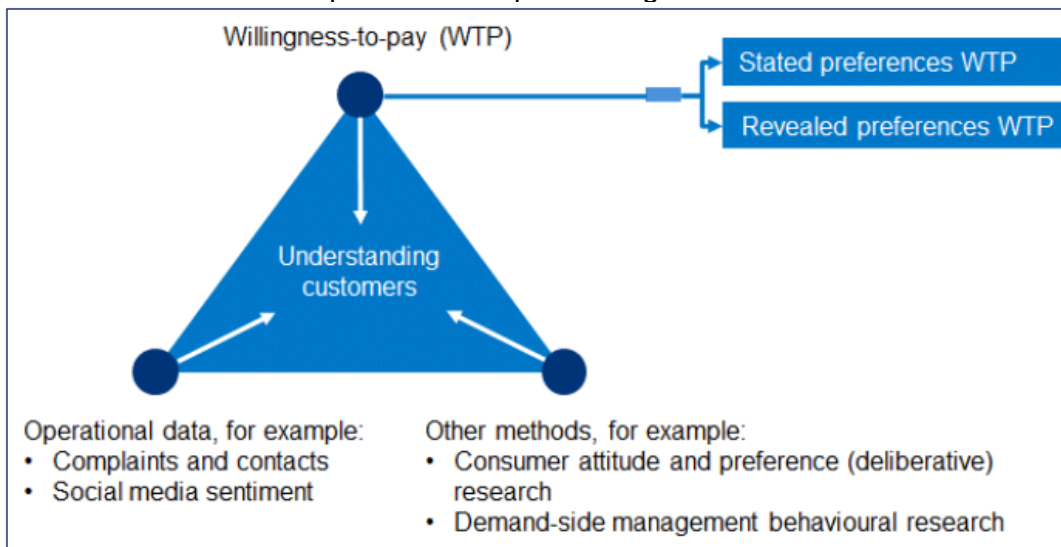 Willingness-to-pay (WTP)
Stated preferences WTP
Revealed preferences WTP
Understanding
customers
Operational data, for example:
• Complaints and contacts
• Social media sentiment
Other methods, for example:
• Consumer attitude and preference (deliberative)
research
• Demand-side management behavioural research